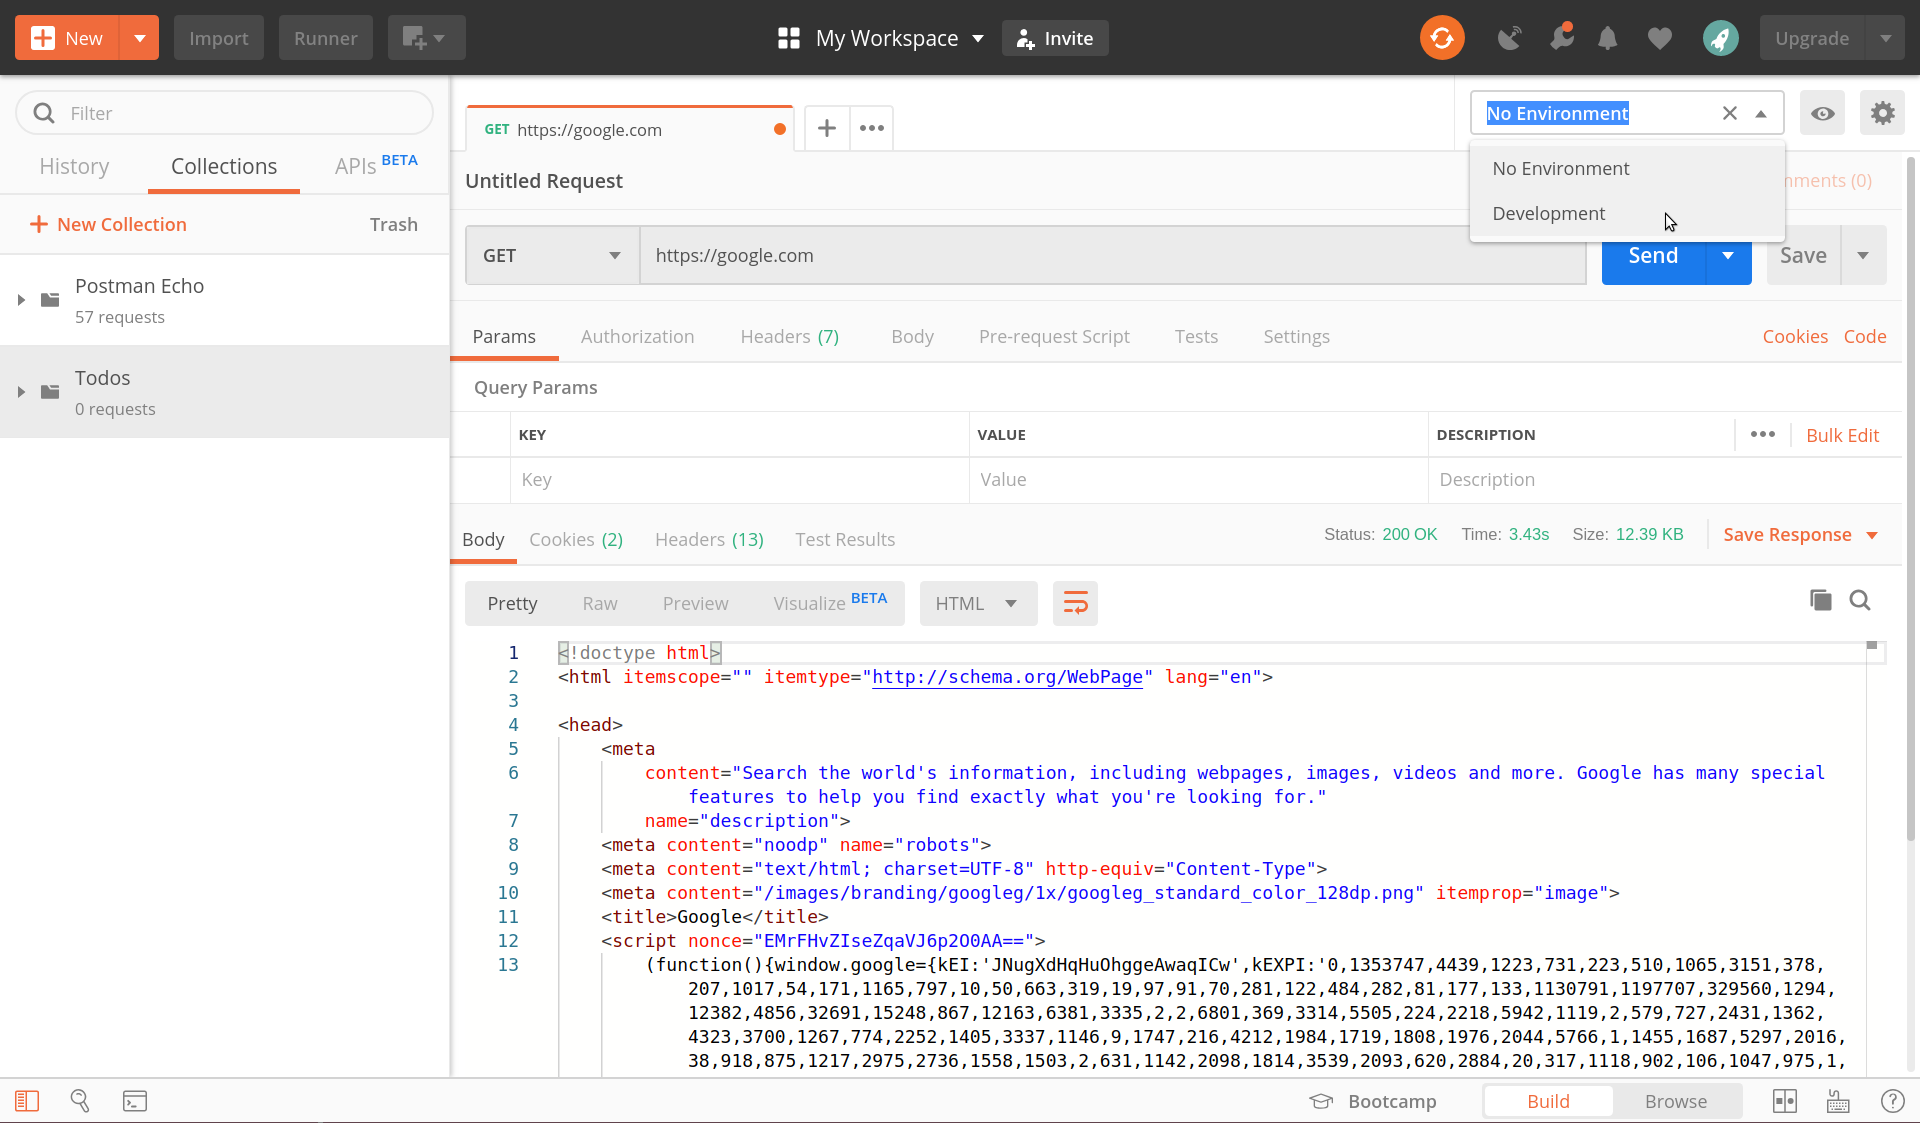 New
Import
Runner
My Workspace
Invite
Upgrade
Filter
History
Collections
APIs BETA
New Collection
Trash
Postman Echo
57 requests
Todos
0 requests
GET https://google.com
No Environment
No Environment
Development
Untitled Request
mments (0)
GET
https://google.com
Send
Save
Params
Authorization
Headers (7)
Body
Pre-request Script
Tests
Settings
Cookies
Code
Query Params
KEY
VALUE
DESCRIPTION
Bulk Edit
Key
Value
Description
Body
Cookies (2)
Headers (13)
Test Results
Status: 200 OK
Time: 3.43s
Size: 12.39 KB
Save Response
Pretty
Raw
Preview
Visualize BETA
HTML
1 <!doctype html>
2 <html itemscope="" itemtype="http://schema.org/WebPage" lang="en">
3
4 <head>
5 <meta
6 content="Search the world's information, including webpages, images, videos and more. Google has many special
features to help you find exactly what you're looking for."
7 name="description">
8 <meta content="noodp" name="robots">
9 <meta content="text/html; charset=UTF-8" http-equiv="Content-Type">
10 <meta content="/images/branding/googleg/1x/googleg_standard_color_128dp.png" itemprop="image">
11 <title>Google</title>
12 <script nonce="EMrFHvZIseZqaVJ6p2O0AA==">
13 (function(){window.google={kEI:'JNugXdHqHuOhggeAwaqICw',kEXPI:'0,1353747,4439,1223,731,223,510,1065,3151,378,
207,1017,54,171,1165,797,10,50,663,319,19,97,91,70,281,122,484,282,81,177,133,1130791,1197707,329560,1294,
12382,4856,32691,15248,867,12163,6381,3335,2,2,6801,369,3314,5505,224,2218,5942,1119,2,579,727,2431,1362,
4323,3700,1267,774,2252,1405,3337,1146,9,1747,216,4212,1984,1719,1808,1976,2044,5766,1,1455,1687,5297,2016,
38,918,875,1217,2975,2736,1558,1503,2,631,1142,2098,1814,3539,2093,620,2884,20,317,1118,902,106,1047,975,1,
Bootcamp
Build
Browse